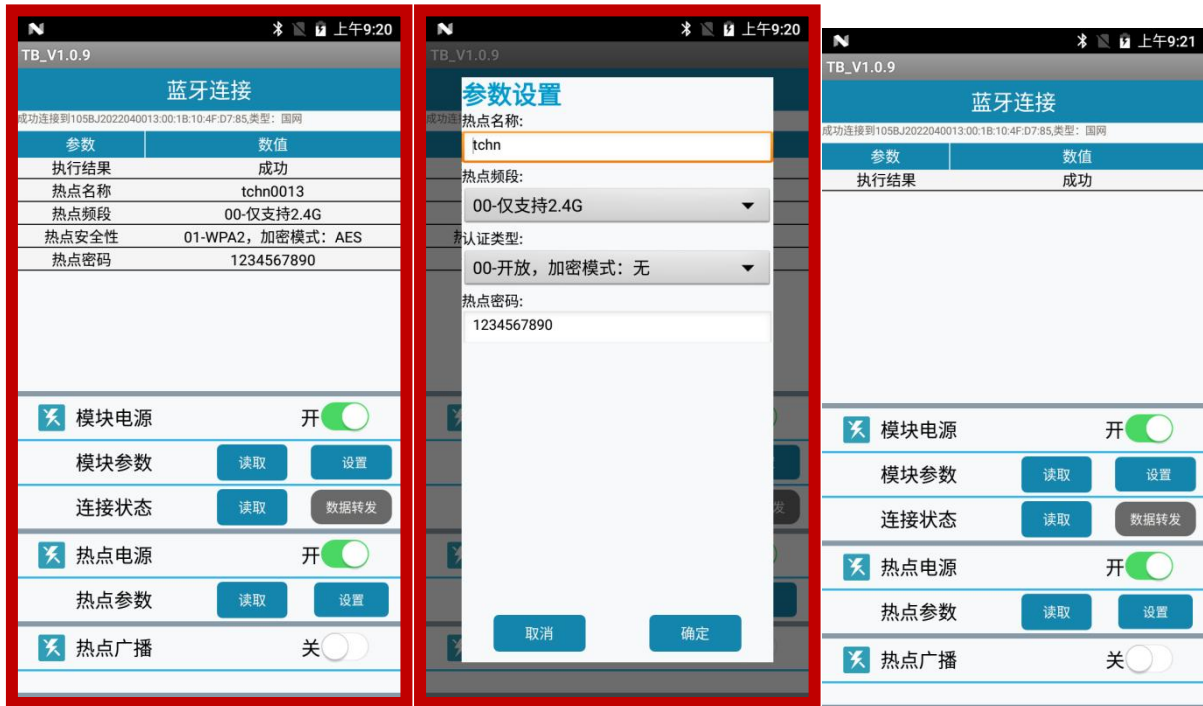 上午9:20
TB_V1.0.9
蓝牙连接
成功连接到105BJ2022040013:00:1B:10:4F:D7:85,类型：国网
参数 数值
执行结果 成功
热点名称 tchn0013
热点频段 00-仅支持2.4G
热点安全性 01-WPA2，加密模式：AES
热点密码 1234567890
模块电源 开
模块参数 读取 设置
连接状态 读取 数据转发
热点电源 开
热点参数 读取 设置
热点广播 关
上午9:20
TB_V1.0.9
参数设置
热点名称:
tchn
热点频段:
00-仅支持2.4G
认证类型:
00-开放，加密模式：无
热点密码:
1234567890
取消 确定
上午9:21
TB_V1.0.9
蓝牙连接
成功连接到105BJ2022040013:00:1B:10:4F:D7:85,类型：国网
参数 数值
执行结果 成功
模块电源 开
模块参数 读取 设置
连接状态 读取 数据转发
热点电源 开
热点参数 读取 设置
热点广播 关